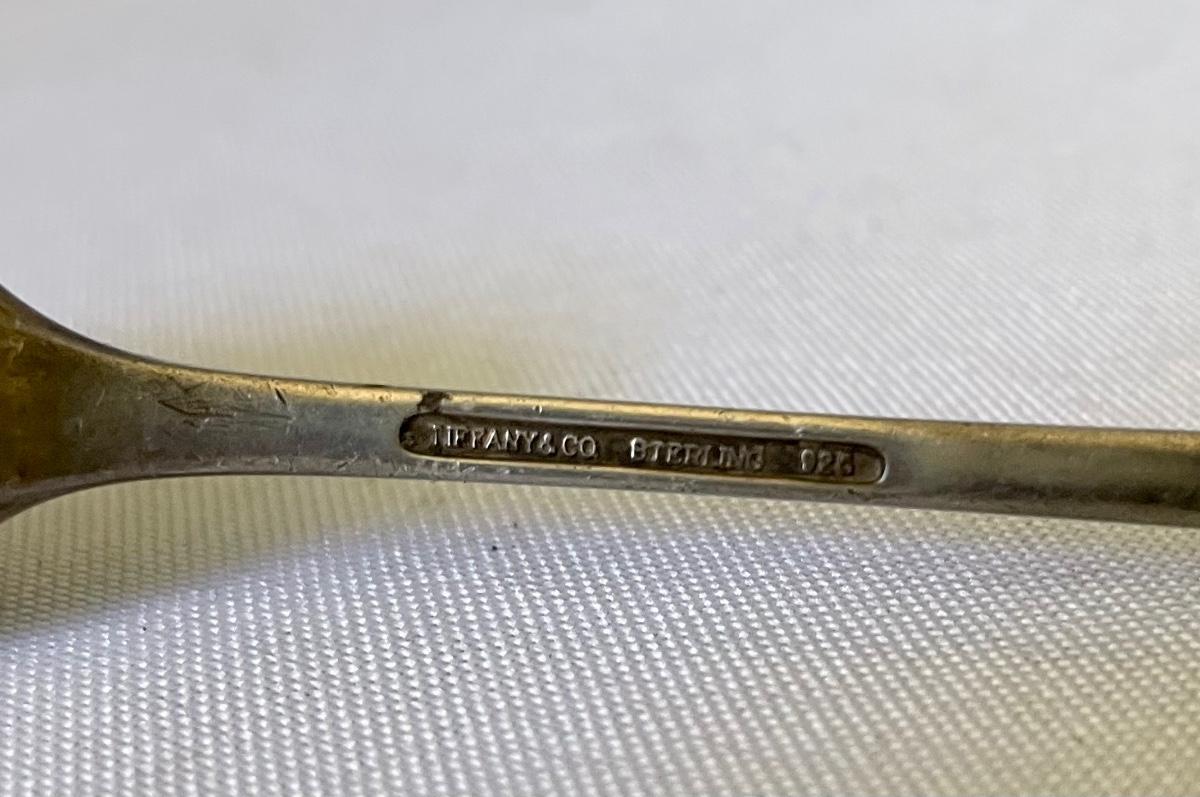 TIFFANY & CO STERLING 925